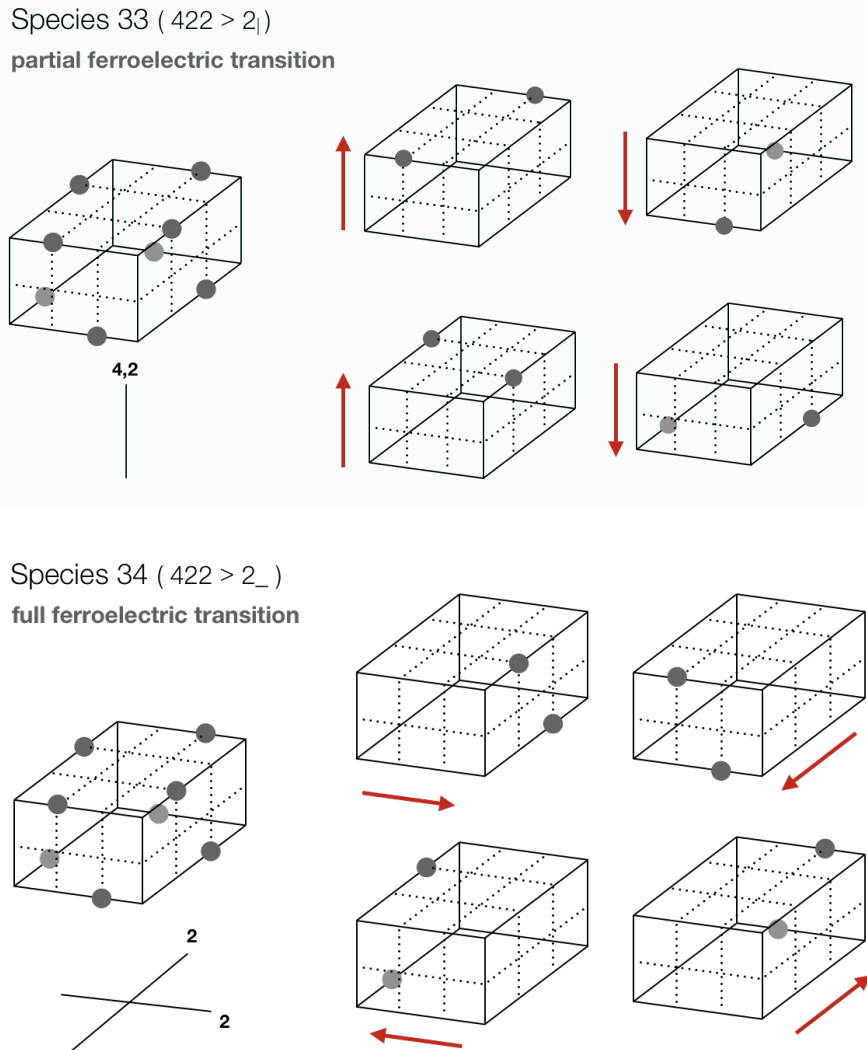 Species 33 ( 422 > 2| )
partial ferroelectric transition
4,2
Species 34 ( 422 > 2_ )
full ferroelectric transition
2
2